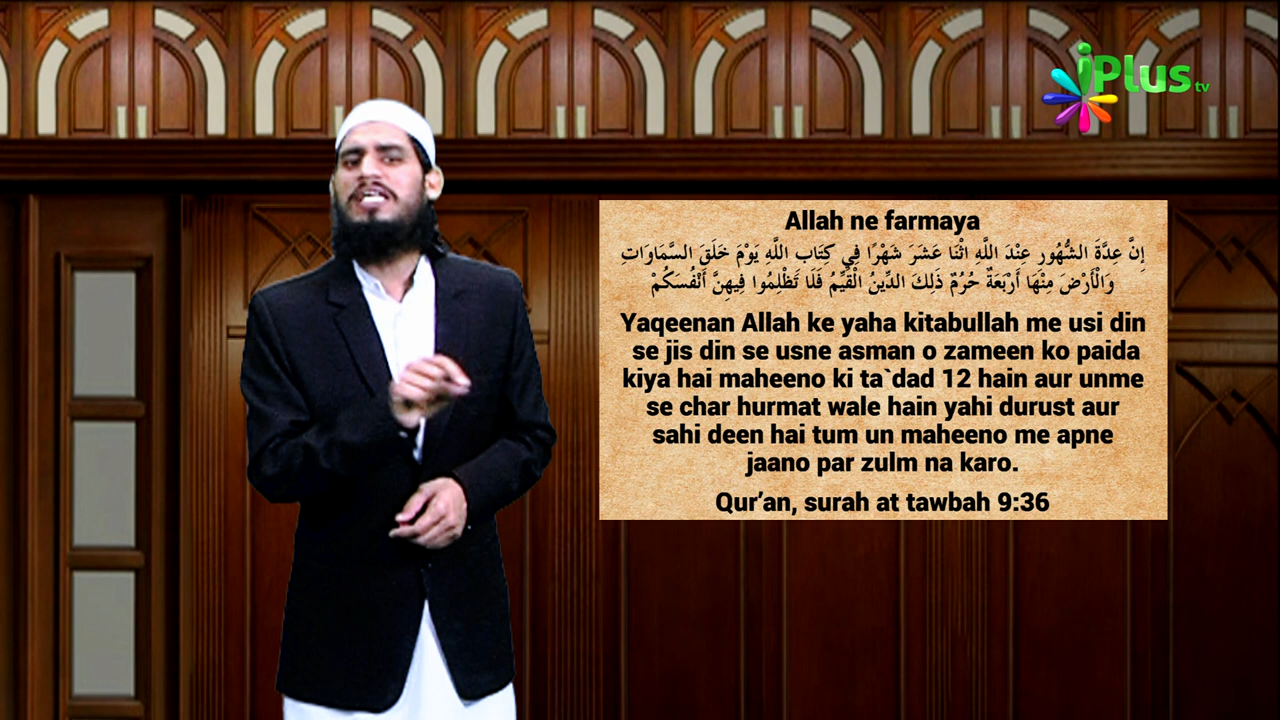 iPlus tv
Allah ne farmaya
إِنَّ عِدَّةَ الشُّهُورِ عِنْدَ اللَّهِ اثْنَا عَشَرَ شَهْرًا فِي كِتَابِ اللَّهِ يَوْمَ خَلَقَ السَّمَاوَاتِ
وَالْأَرْضَ مِنْهَا أَرْبَعَةٌ حُرُمٌ ذَلِكَ الدِّينُ الْقَيِّمُ فَلَا تَظْلِمُوا فِيهِنَّ أَنْفُسَكُمْ
Yaqeenan Allah ke yaha kitabullah me usi din
se jis din se usne asman o zameen ko paida
kiya hai maheeno ki ta`dad 12 hain aur unme
se char hurmat wale hain yahi durust aur
sahi deen hai tum un maheeno me apne
jaano par zulm na karo.
Qur’an, surah at tawbah 9:36